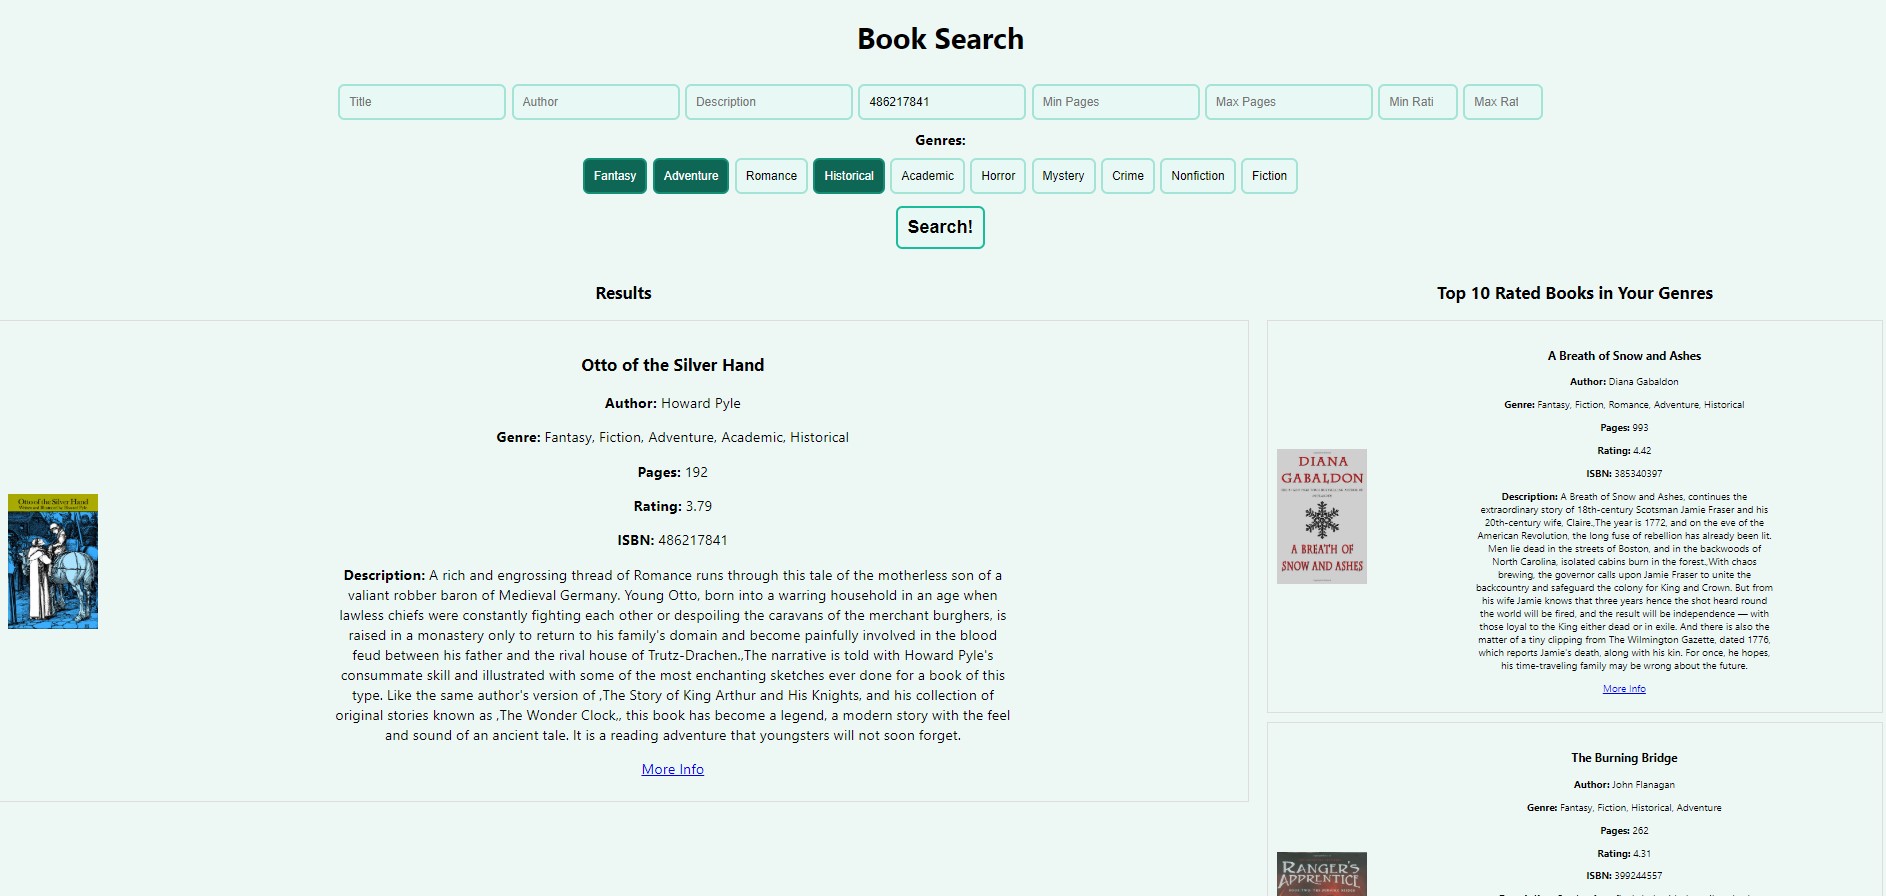 Book Search
Title
Author
Description
486217841
Min Pages
Max Pages
Min Rati
Max Rat
Genres:
Fantasy
Adventure
Romance
Historical
Academic
Horror
Mystery
Crime
Nonfiction
Fiction
Search!
Results
Otto of the Silver Hand
Author: Howard Pyle
Genre: Fantasy, Fiction, Adventure, Academic, Historical
Pages: 192
Rating: 3.79
ISBN: 486217841
Otto of the Silver Hand
Description: A rich and engrossing thread of Romance runs through this tale of the motherless son of a
valiant robber baron of Medieval Germany. Young Otto, born into a warring household in an age when
lawless chiefs were constantly fighting each other or despoiling the caravans of the merchant burghers, is
raised in a monastery only to return to his family's domain and become painfully involved in the blood
feud between his father and the rival house of Trutz-Drachen.,The narrative is told with Howard Pyle's
consummate skill and illustrated with some of the most enchanting sketches ever done for a book of this
type. Like the same author's version of ,The Story of King Arthur and His Knights, and his collection of
original stories known as ,The Wonder Clock,, this book has become a legend, a modern story with the feel
and sound of an ancient tale. It is a reading adventure that youngsters will not soon forget.
More Info
Top 10 Rated Books in Your Genres
A Breath of Snow and Ashes
Author: Diana Gabaldon
Genre: Fantasy, Fiction, Romance, Adventure, Historical
Pages: 993
Rating: 4.42
ISBN: 385340397
DIANA
GABALDON
A BREATH OF
SNOW AND ASHES
Description: A Breath of Snow and Ashes, continues the
extraordinary story of 18th-century Scotsman Jamie Fraser and his
20th-century wife, Claire.,The year is 1772, and on the eve of the
American Revolution, the long fuse of rebellion has already been lit.
Men lie dead in the streets of Boston, and in the backwoods of
North Carolina, isolated cabins burn in the forest.,With chaos
brewing, the governor calls upon Jamie Fraser to unite the
backcountry and safeguard the colony for King and Crown. But from
his wife Jamie knows that three years hence the shot heard round
the world will be fired, and the result will be independence — with
those loyal to the King either dead or in exile. And there is also the
matter of a tiny clipping from The Wilmington Gazette, dated 1776,
which reports Jamie's death, along with his kin. For once, he hopes,
his time-traveling family may be wrong about the future.
More Info
The Burning Bridge
Author: John Flanagan
Genre: Fantasy, Fiction, Historical, Adventure
Pages: 262
Rating: 4.31
ISBN: 399244557
RANGER'S
APPRENTICE